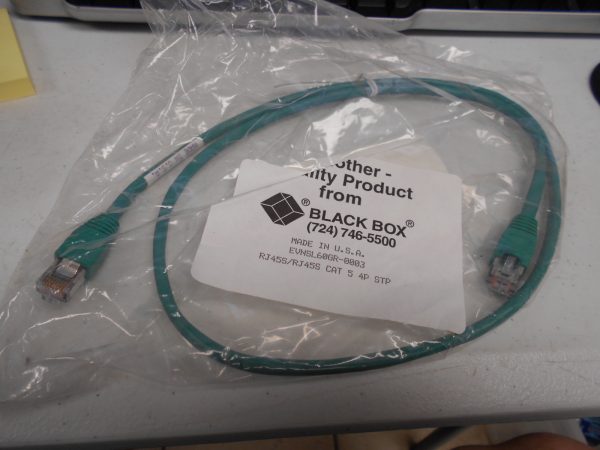 other -
lity Product
from
BLACK BOX®
(724) 746-5500
MADE IN U.S.A.
EVNSL60GR-0003
RJ45S/RJ45S CAT 5 4P STP